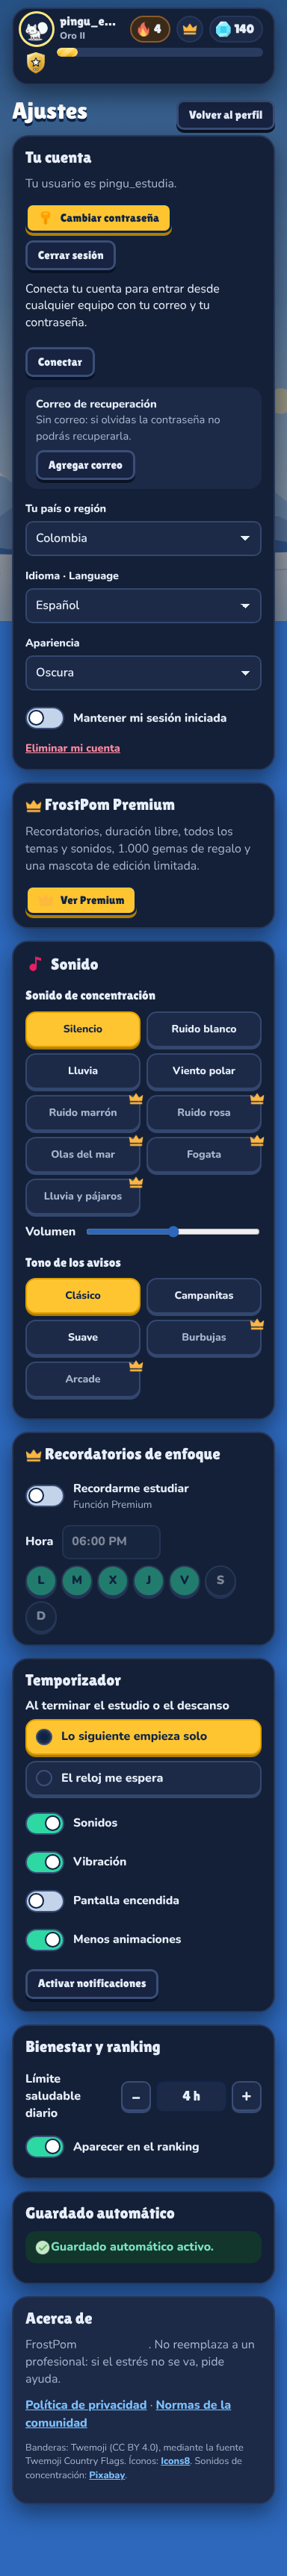 pingu_e...
Oro II
4
140
Ajustes
Volver al perfil
Tu cuenta
Tu usuario es pingu_estudia.
Cambiar contraseña
Cerrar sesión
Conecta tu cuenta para entrar desde
cualquier equipo con tu correo y tu
contraseña.
Conectar
Correo de recuperación
Sin correo: si olvidas la contraseña no
podrás recuperarla.
Agregar correo
Tu país o región
Colombia
Idioma · Language
Español
Apariencia
Oscura
Mantener mi sesión iniciada
Eliminar mi cuenta
FrostPom Premium
Recordatorios, duración libre, todos los
temas y sonidos, 1.000 gemas de regalo y
una mascota de edición limitada.
Ver Premium
Sonido
Sonido de concentración
Silencio
Ruido blanco
Lluvia
Viento polar
Ruido marrón
Ruido rosa
Olas del mar
Fogata
Lluvia y pájaros
Volumen
Tono de los avisos
Clásico
Campanitas
Suave
Burbujas
Arcade
Recordatorios de enfoque
Recordarme estudiar
Función Premium
Hora 06:00 PM
L M X J V S
D
Temporizador
Al terminar el estudio o el descanso
Lo siguiente empieza solo
El reloj me espera
Sonidos
Vibración
Pantalla encendida
Menos animaciones
Activar notificaciones
Bienestar y ranking
Límite
saludable
diario
– 4 h +
Aparecer en el ranking
Guardado automático
Guardado automático activo.
Acerca de
FrostPom . No reemplaza a un
profesional: si el estrés no se va, pide
ayuda.
Política de privacidad · Normas de la
comunidad
Banderas: Twemoji (CC BY 4.0), mediante la fuente
Twemoji Country Flags. Íconos: Icons8. Sonidos de
concentración: Pixabay.